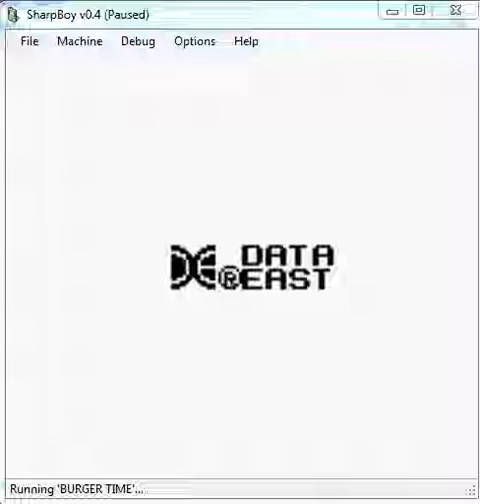 SharpBoy v0.4 (Paused)
File Machine Debug Options Help
DATA
®EAST
Running 'BURGER TIME'...